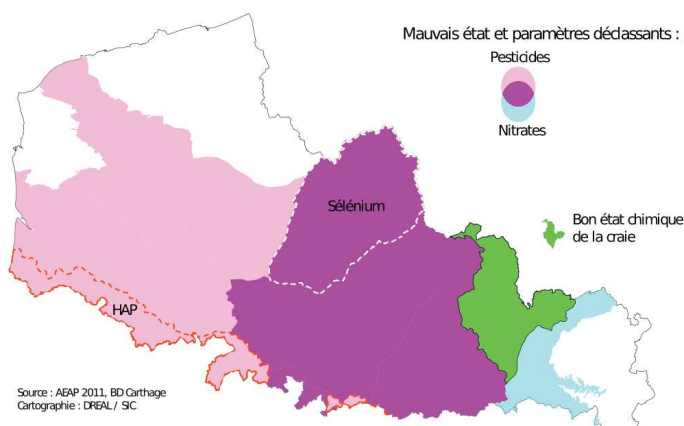 Mauvais état et paramètres déclassants :
Pesticides
Nitrates
Sélénium
Bon état chimique
de la craie
HAP
Source : AEAP 2011, BD Carthage
Cartographie : DREAL / SIC